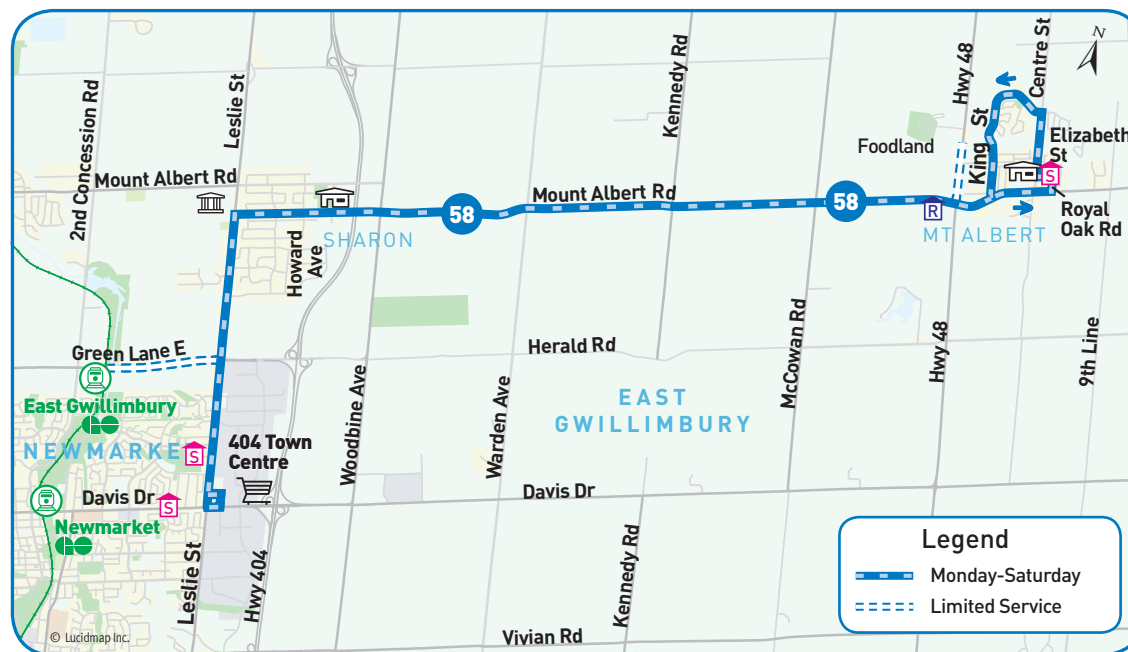 2nd Concession Rd
Leslie St
Kennedy Rd
Hwy 48
Centre St
N
Foodland
King St
Elizabeth
St
S
Mount Albert Rd
Mount Albert Rd
58
58
R
Royal
Oak Rd
SHARON
MT ALBERT
Howard
Ave
Green Lane E
Herald Rd
McCowan Rd
Hwy 48
9th Line
East Gwillimbury
NEWMARKE
S
404 Town
Centre
Woodbine Ave
Warden Ave
EAST
GWILLIMBURY
Davis Dr
S
Davis Dr
Newmarket
Leslie St
Hwy 404
Kennedy Rd
Vivian Rd
Legend
Monday-Saturday
Limited Service
© Lucidmap Inc.